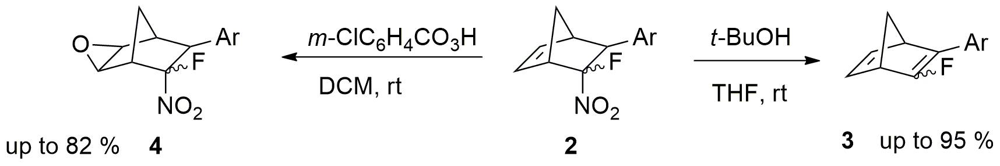 O Ar F NO₂
m-ClC₆H₄CO₃H
DCM, rt
Ar F NO₂
t-BuOH
THF, rt
Ar F
up to 82 % 4
2
3 up to 95 %